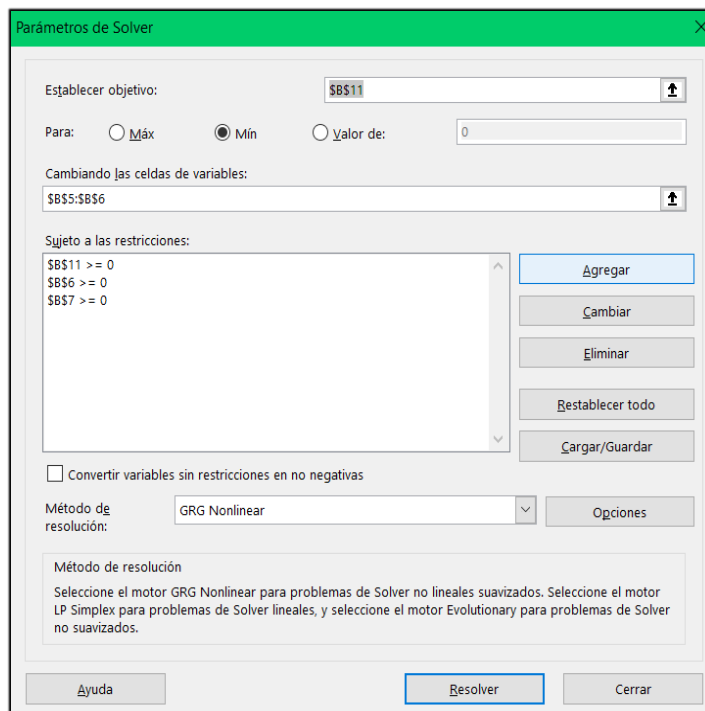 Parámetros de Solver
Establecer objetivo:
$B$11
Para:
Máx
Mín
Valor de:
0
Cambiando las celdas de variables:
$B$5:$B$6
Sujeto a las restricciones:
$B$11 >= 0
$B$6 >= 0
$B$7 >= 0
Agregar
Cambiar
Eliminar
Restablecer todo
Cargar/Guardar
Convertir variables sin restricciones en no negativas
Método de
resolución:
GRG Nonlinear
Opciones
Método de resolución
Seleccione el motor GRG Nonlinear para problemas de Solver no lineales suavizados. Seleccione el motor
LP Simplex para problemas de Solver lineales, y seleccione el motor Evolutionary para problemas de Solver
no suavizados.
Ayuda
Resolver
Cerrar